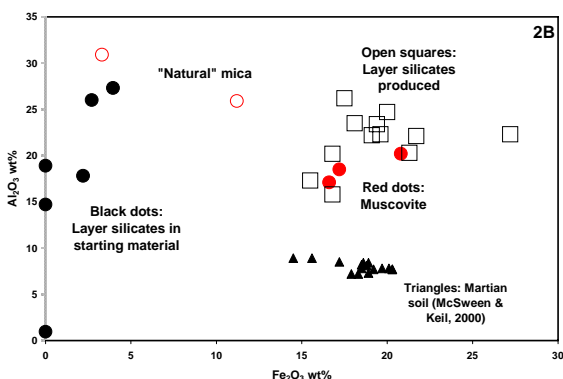 2B
35
30
25
20
15
10
5
0
Al₂O₃ wt%
"Natural" mica
Open squares:
Layer silicates
produced
Black dots:
Layer silicates in
starting material
Red dots:
Muscovite
Triangles: Martian
soil (McSween &
Keil, 2000)
0 5 10 15 20 25 30
Fe₂O₃ wt%